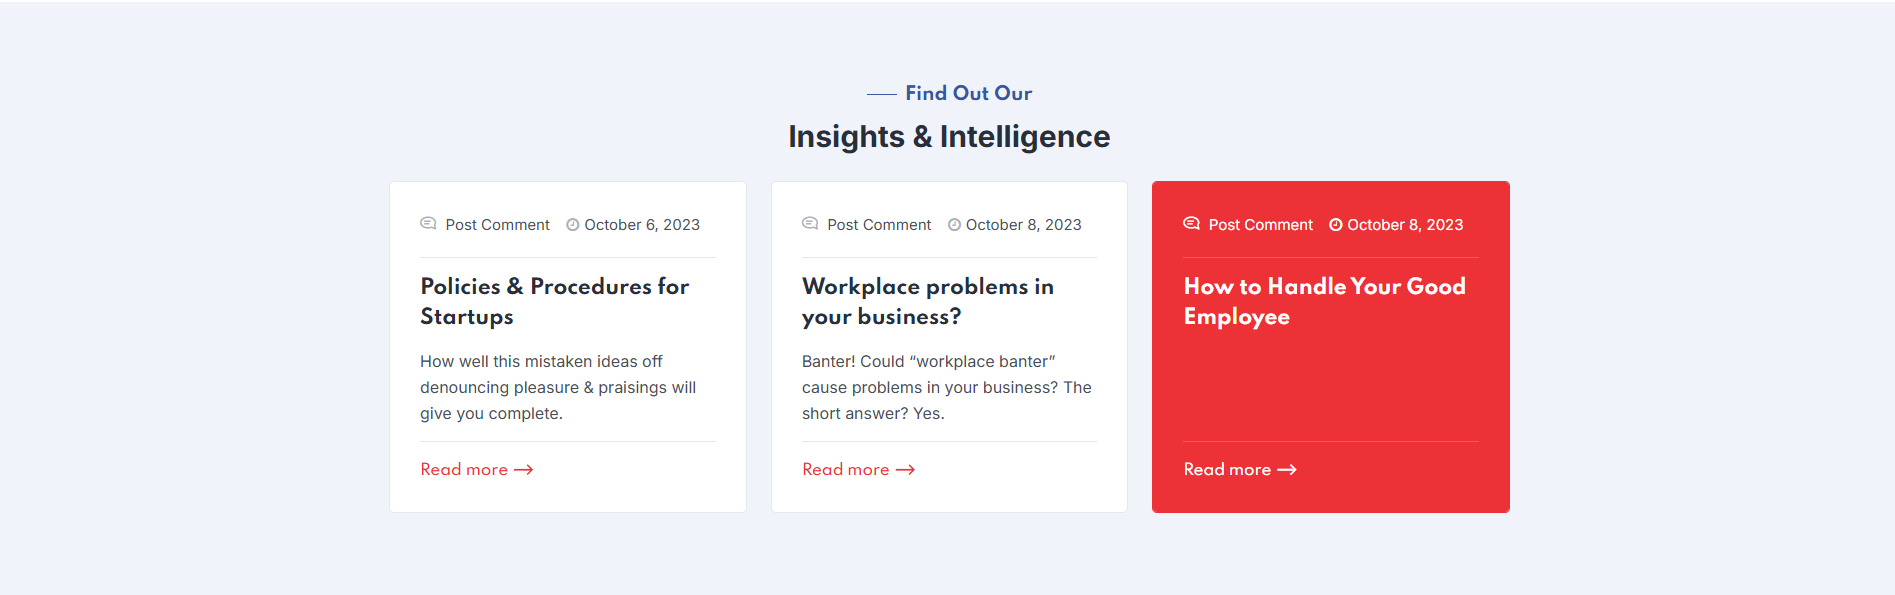 Find Out Our
Insights & Intelligence
Post Comment October 6, 2023
Policies & Procedures for
Startups
How well this mistaken ideas off
denouncing pleasure & praisings will
give you complete.
Read more
Post Comment October 8, 2023
Workplace problems in
your business?
Banter! Could “workplace banter”
cause problems in your business? The
short answer? Yes.
Read more
Post Comment October 8, 2023
How to Handle Your Good
Employee
Read more